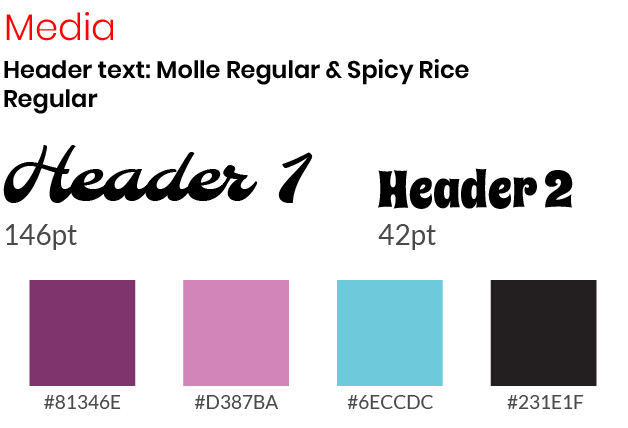 Media
Header text: Molle Regular & Spicy Rice
Regular
Header 1
Header 2
146pt
42pt
#81346E
#D387BA
#6ECCDC
#231E1F